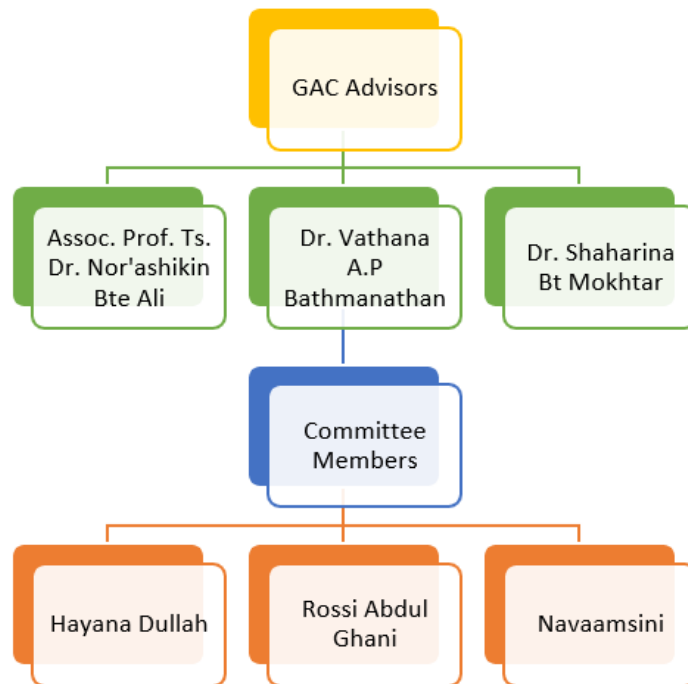 GAC Advisors
Assoc. Prof. Ts.
Dr. Nor'ashikin
Bte Ali
Dr. Vathana
A.P
Bathmanathan
Dr. Shaharina
Bt Mokhtar
Committee
Members
Hayana Dullah
Rossi Abdul
Ghani
Navaamsini